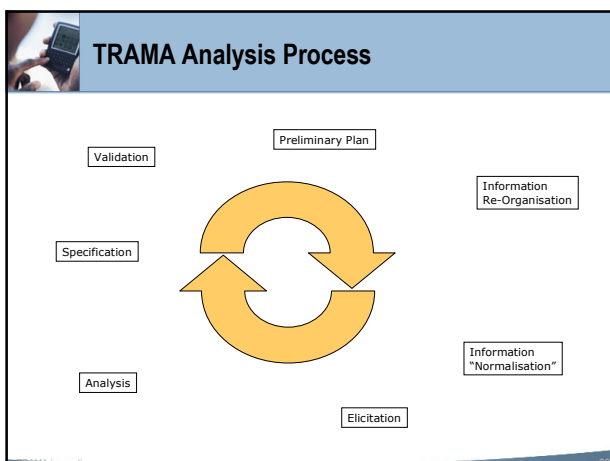 TRAMA Analysis Process
Preliminary Plan
Validation
Information
Re-Organisation
Specification
Information
“Normalisation”
Analysis
Elicitation